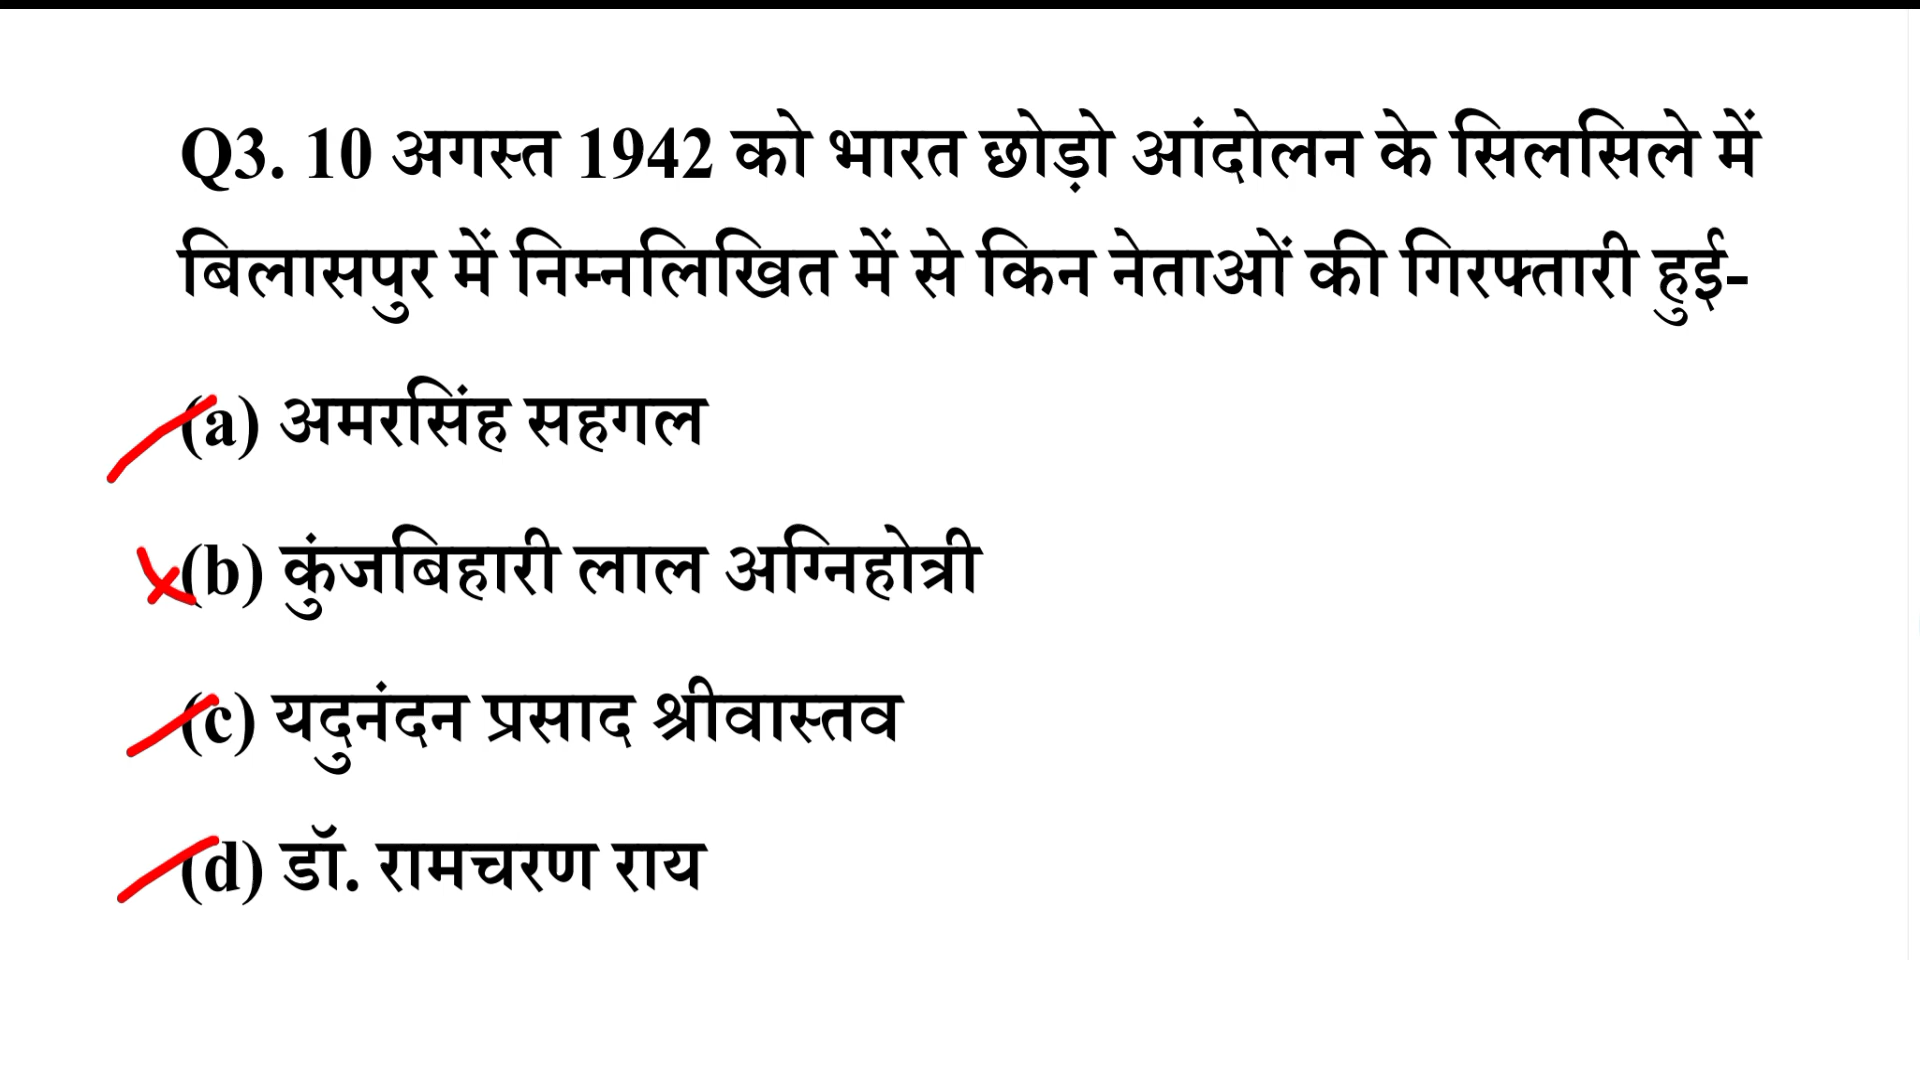 Q3. 10 अगस्त 1942 को भारत छोड़ो आंदोलन के सिलसिले में
बिलासपुर में निम्नलिखित में से किन नेताओं की गिरफ्तारी हुई-
(a) अमरसिंह सहगल
(b) कुंजबिहारी लाल अग्निहोत्री
(c) यदुनंदन प्रसाद श्रीवास्तव
(d) डॉ. रामचरण राय